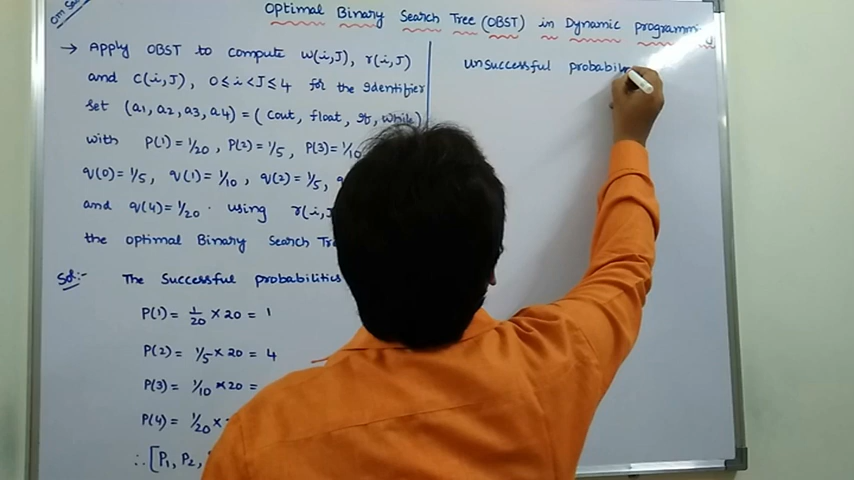 Optimal Binary Search Tree (OBST) in Dynamic programming
→ Apply OBST to compute w(i,J), r(i,J)
and c(i,J), 0≤i<J≤4 for the Identifier
set (a1, a2, a3, a4) = (cout, float, If, while)
with P(1)=1/20, P(2)=1/5, P(3)=1/10
q(0)=1/5, q(1)=1/10, q(2)=1/5,
and q(4)=1/20. using r(i,J
the optimal Binary Search Tr
Sol:- The Successful probabilities
P(1)= 1/20 × 20 = 1
P(2)= 1/5 × 20 = 4
P(3)= 1/10 × 20 =
P(4)= 1/20 ×
∴ [P1, P2,
unsuccessful probabili